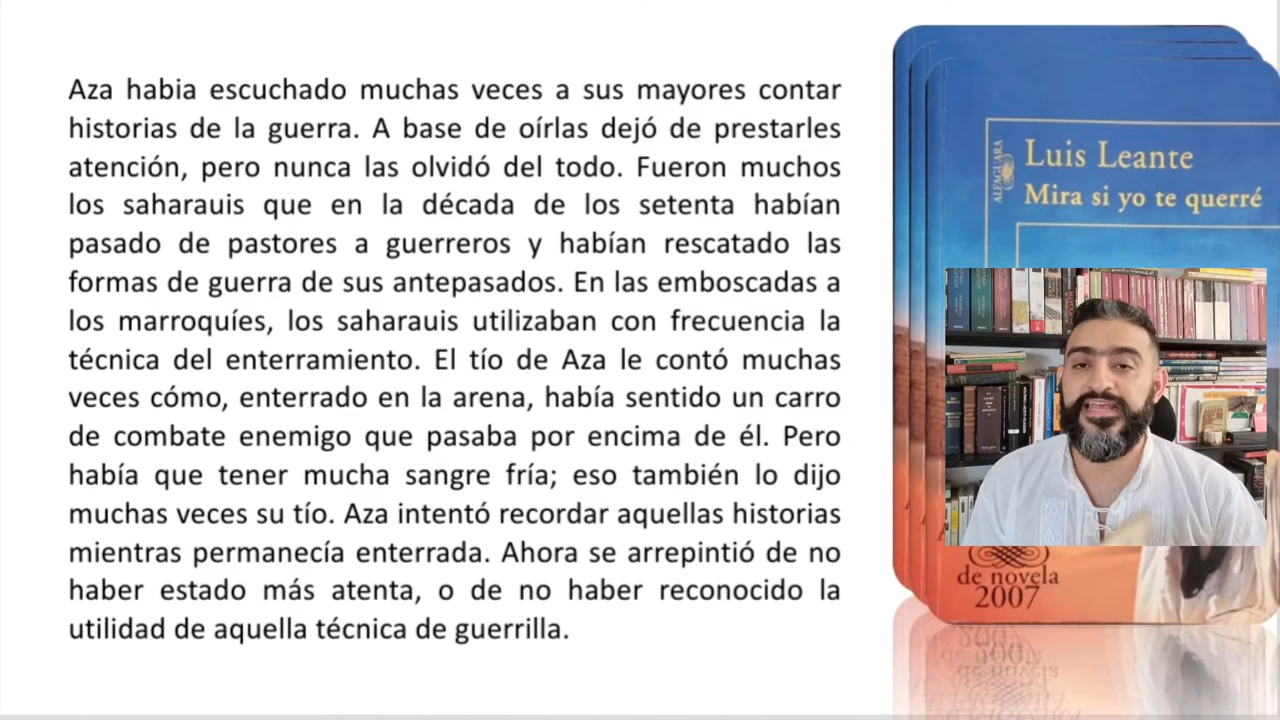 Aza habia escuchado muchas veces a sus mayores contar
historias de la guerra. A base de oírlas dejó de prestarles
atención, pero nunca las olvidó del todo. Fueron muchos
los saharauis que en la década de los setenta habían
pasado de pastores a guerreros y habían rescatado las
formas de guerra de sus antepasados. En las emboscadas a
los marroquíes, los saharauis utilizaban con frecuencia la
técnica del enterramiento. El tío de Aza le contó muchas
veces cómo, enterrado en la arena, había sentido un carro
de combate enemigo que pasaba por encima de él. Pero
había que tener mucha sangre fría; eso también lo dijo
muchas veces su tío. Aza intentó recordar aquellas historias
mientras permanecía enterrada. Ahora se arrepintió de no
haber estado más atenta, o de no haber reconocido la
utilidad de aquella técnica de guerrilla.
ALFAGUARA
Luis Leante
Mira si yo te querré
de novela
2007